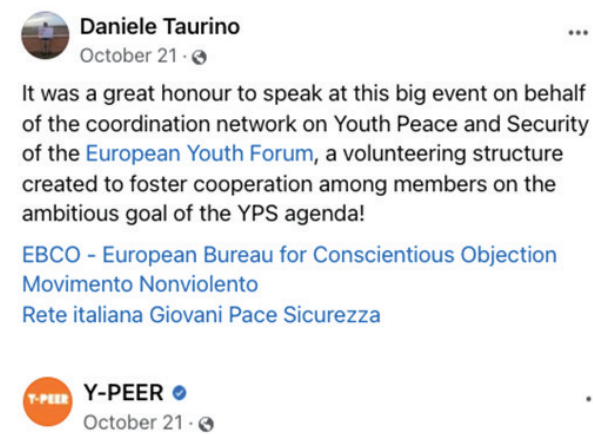 Daniele Taurino
October 21 ·
It was a great honour to speak at this big event on behalf
of the coordination network on Youth Peace and Security
of the European Youth Forum, a volunteering structure
created to foster cooperation among members on the
ambitious goal of the YPS agenda!
EBCO - European Bureau for Conscientious Objection
Movimento Nonviolento
Rete italiana Giovani Pace Sicurezza
Y-PEER
Y-PEER
October 21 ·